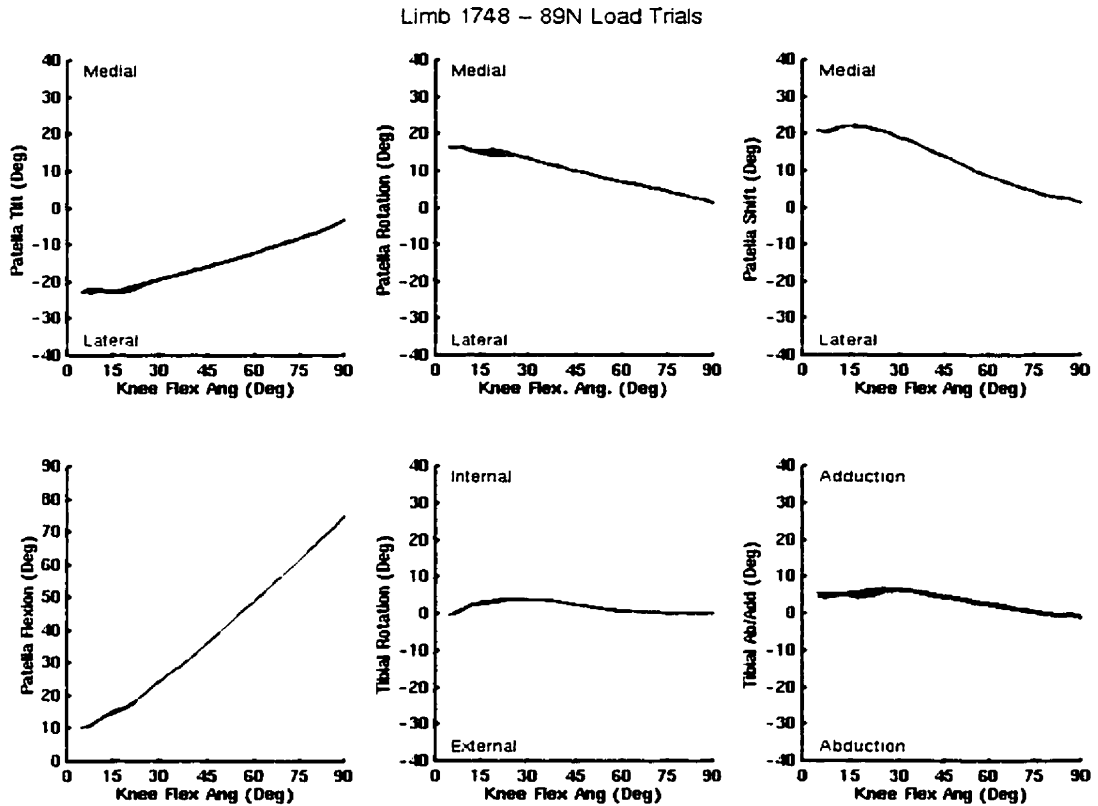 Limb 1748 – 89N Load Trials
Patella Tilt (Deg)
40
30
20
10
0
-10
-20
-30
-40
Medial
Lateral
0 15 30 45 60 75 90
Knee Flex Ang (Deg)
Patella Rotation (Deg)
40
30
20
10
0
-10
-20
-30
-40
Medial
Lateral
0 15 30 45 60 75 90
Knee Flex. Ang. (Deg)
Patella Shift (Deg)
40
30
20
10
0
-10
-20
-30
-40
Medial
Lateral
0 15 30 45 60 75 90
Knee Flex Ang (Deg)
Patella Flexion (Deg)
90
80
70
60
50
40
30
20
10
0
0 15 30 45 60 75 90
Knee Flex Ang (Deg)
Tibial Rotation (Deg)
40
30
20
10
0
-10
-20
-30
-40
Internal
External
0 15 30 45 60 75 90
Knee Flex Ang (Deg)
Tibial Ab/Add (Deg)
40
30
20
10
0
-10
-20
-30
-40
Adduction
Abduction
0 15 30 45 60 75 90
Knee Flex Ang (Deg)